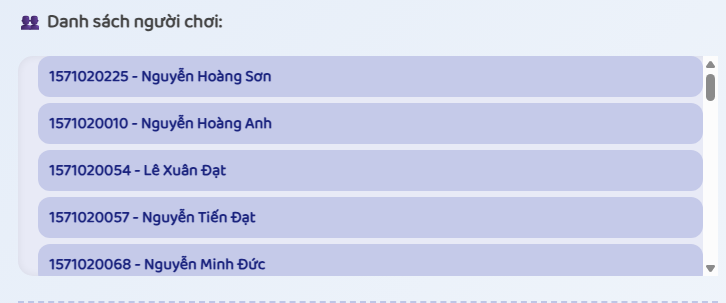 Danh sách người chơi:
1571020225 - Nguyễn Hoàng Sơn
1571020010 - Nguyễn Hoàng Anh
1571020054 - Lê Xuân Đạt
1571020057 - Nguyễn Tiến Đạt
1571020068 - Nguyễn Minh Đức